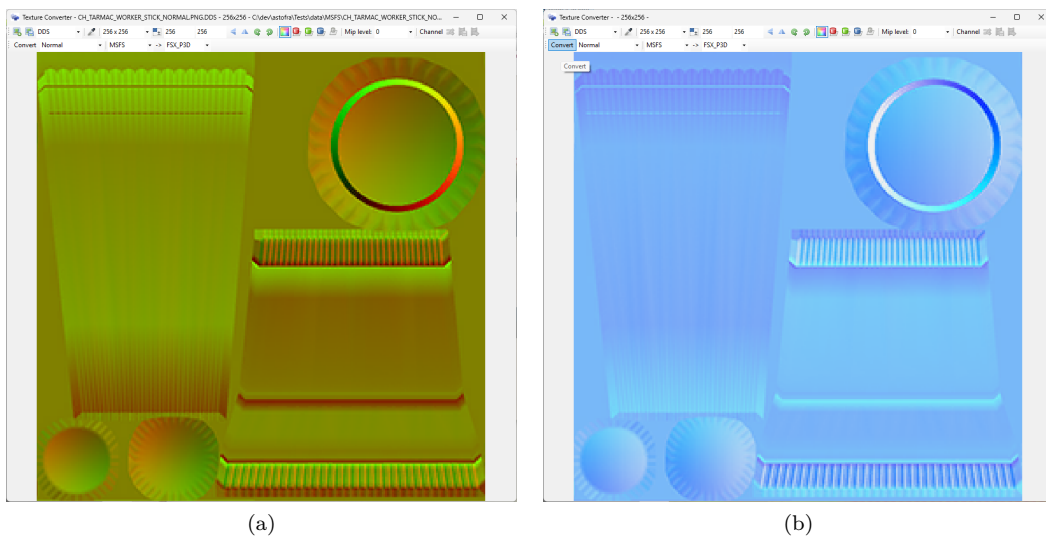 Texture Converter - CH_TARMAC_WORKER_STICK_NORMAL.PNG.DDS - 256x256 - C:\dev\astofra\Tests\data\MSFS\CH_TARMAC_WORKER_STICK_NO...
DDS 256 x 256 256 256 Mip level: 0 Channel
Convert Normal MSFS -> FSX_P3D
(a)
Texture Converter - - 256x256 -
DDS 256 x 256 256 256 Mip level: 0 Channel
Convert Normal MSFS -> FSX_P3D
Convert
(b)